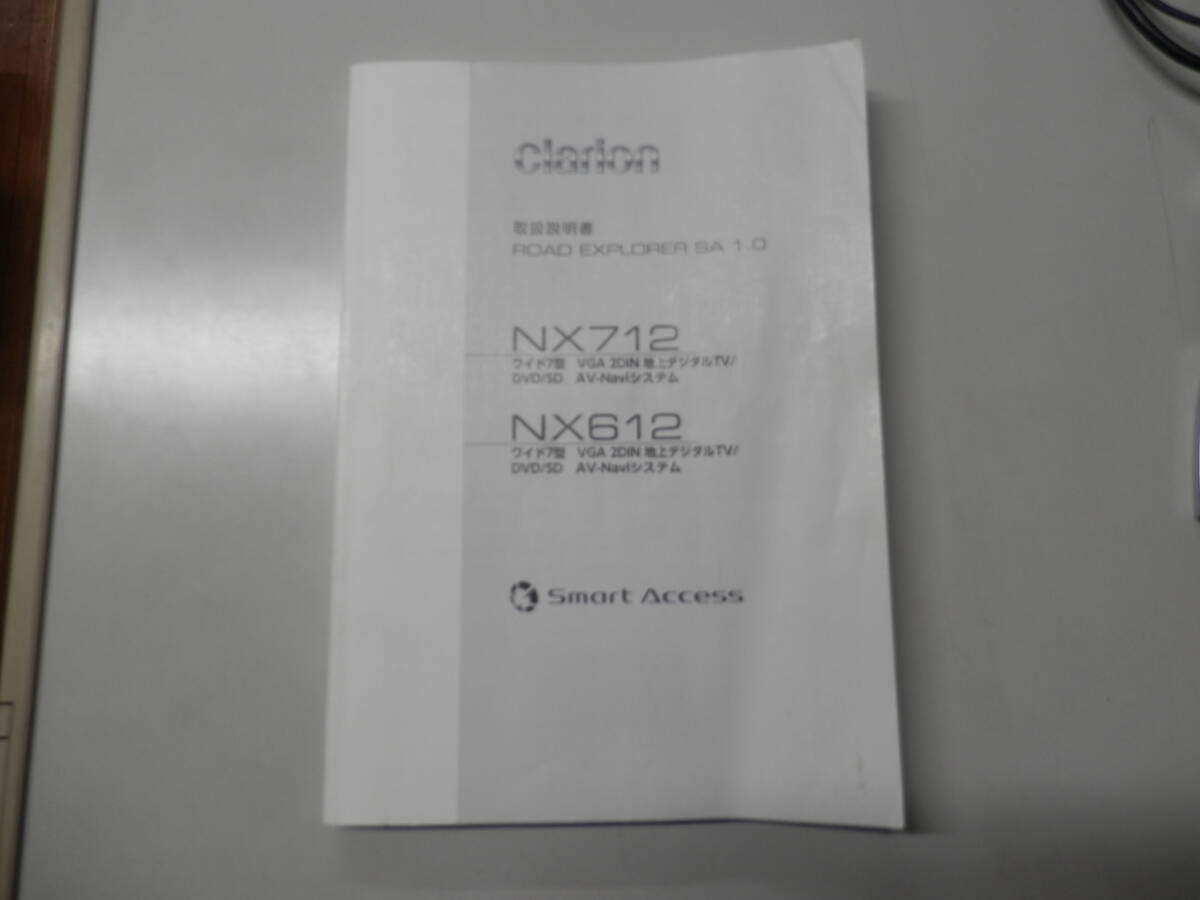 clarion
取扱説明書
ROAD EXPLORER SA 1.0
NX712
ワイド7型 VGA 2DIN 地上デジタルTV/
DVD/SD AV-Naviシステム
NX612
ワイド7型 VGA 2DIN 地上デジタルTV/
DVD/SD AV-Naviシステム
Smart Access